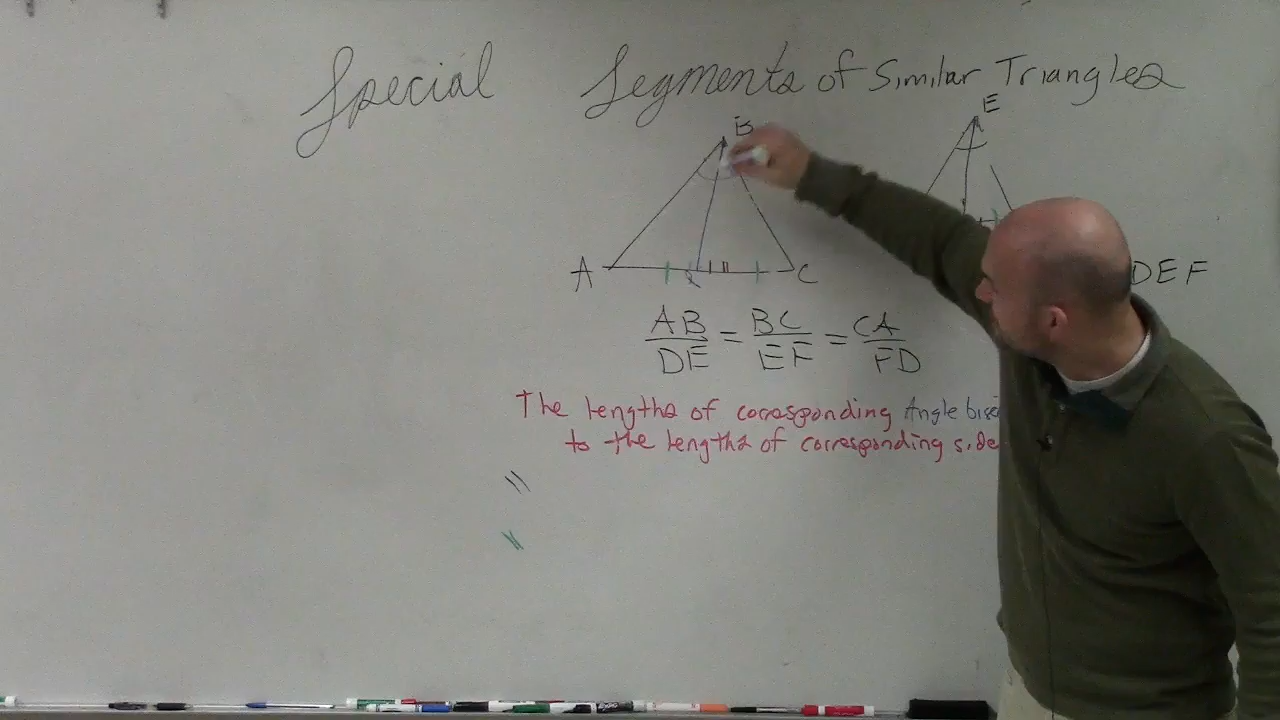 Special Segments of Similar Triangles
B E
A C DEF
AB/DE = BC/EF = CA/FD
The lengths of corresponding Angle
to the lengths of corresponding side